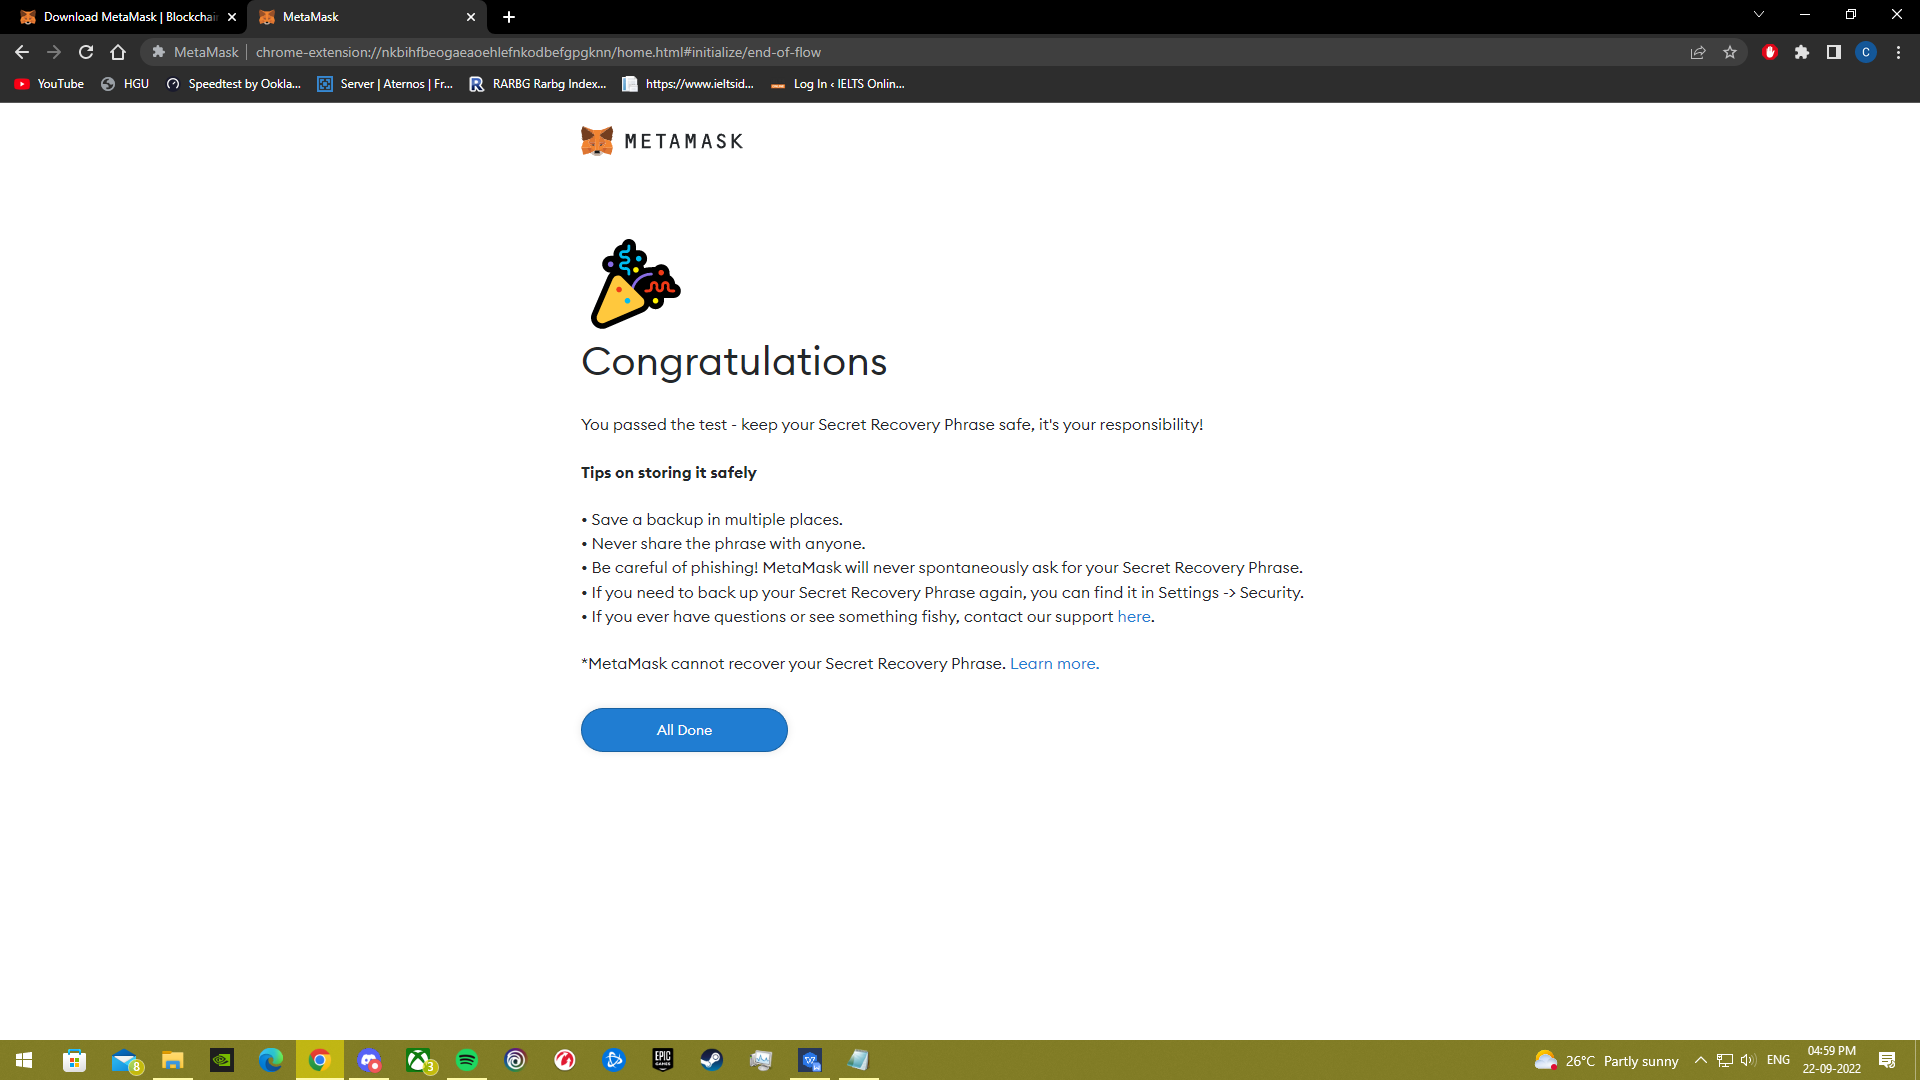 Download MetaMask | Blockchain
MetaMask
MetaMask
chrome-extension://nkbihfbeogaeaoehlefnkodbefgpgknn/home.html#initialize/end-of-flow
C
YouTube
HGU
Speedtest by Ookla...
Server | Aternos | Fr...
RARBG Rarbg Index...
https://www.ieltsid...
Log In ‹ IELTS Onlin...
METAMASK
Congratulations
You passed the test - keep your Secret Recovery Phrase safe, it's your responsibility!
Tips on storing it safely
• Save a backup in multiple places.
• Never share the phrase with anyone.
• Be careful of phishing! MetaMask will never spontaneously ask for your Secret Recovery Phrase.
• If you need to back up your Secret Recovery Phrase again, you can find it in Settings -> Security.
• If you ever have questions or see something fishy, contact our support here.
*MetaMask cannot recover your Secret Recovery Phrase. Learn more.
All Done
8
3
EPIC
GAMES
26°C Partly sunny
ENG
04:59 PM
22-09-2022